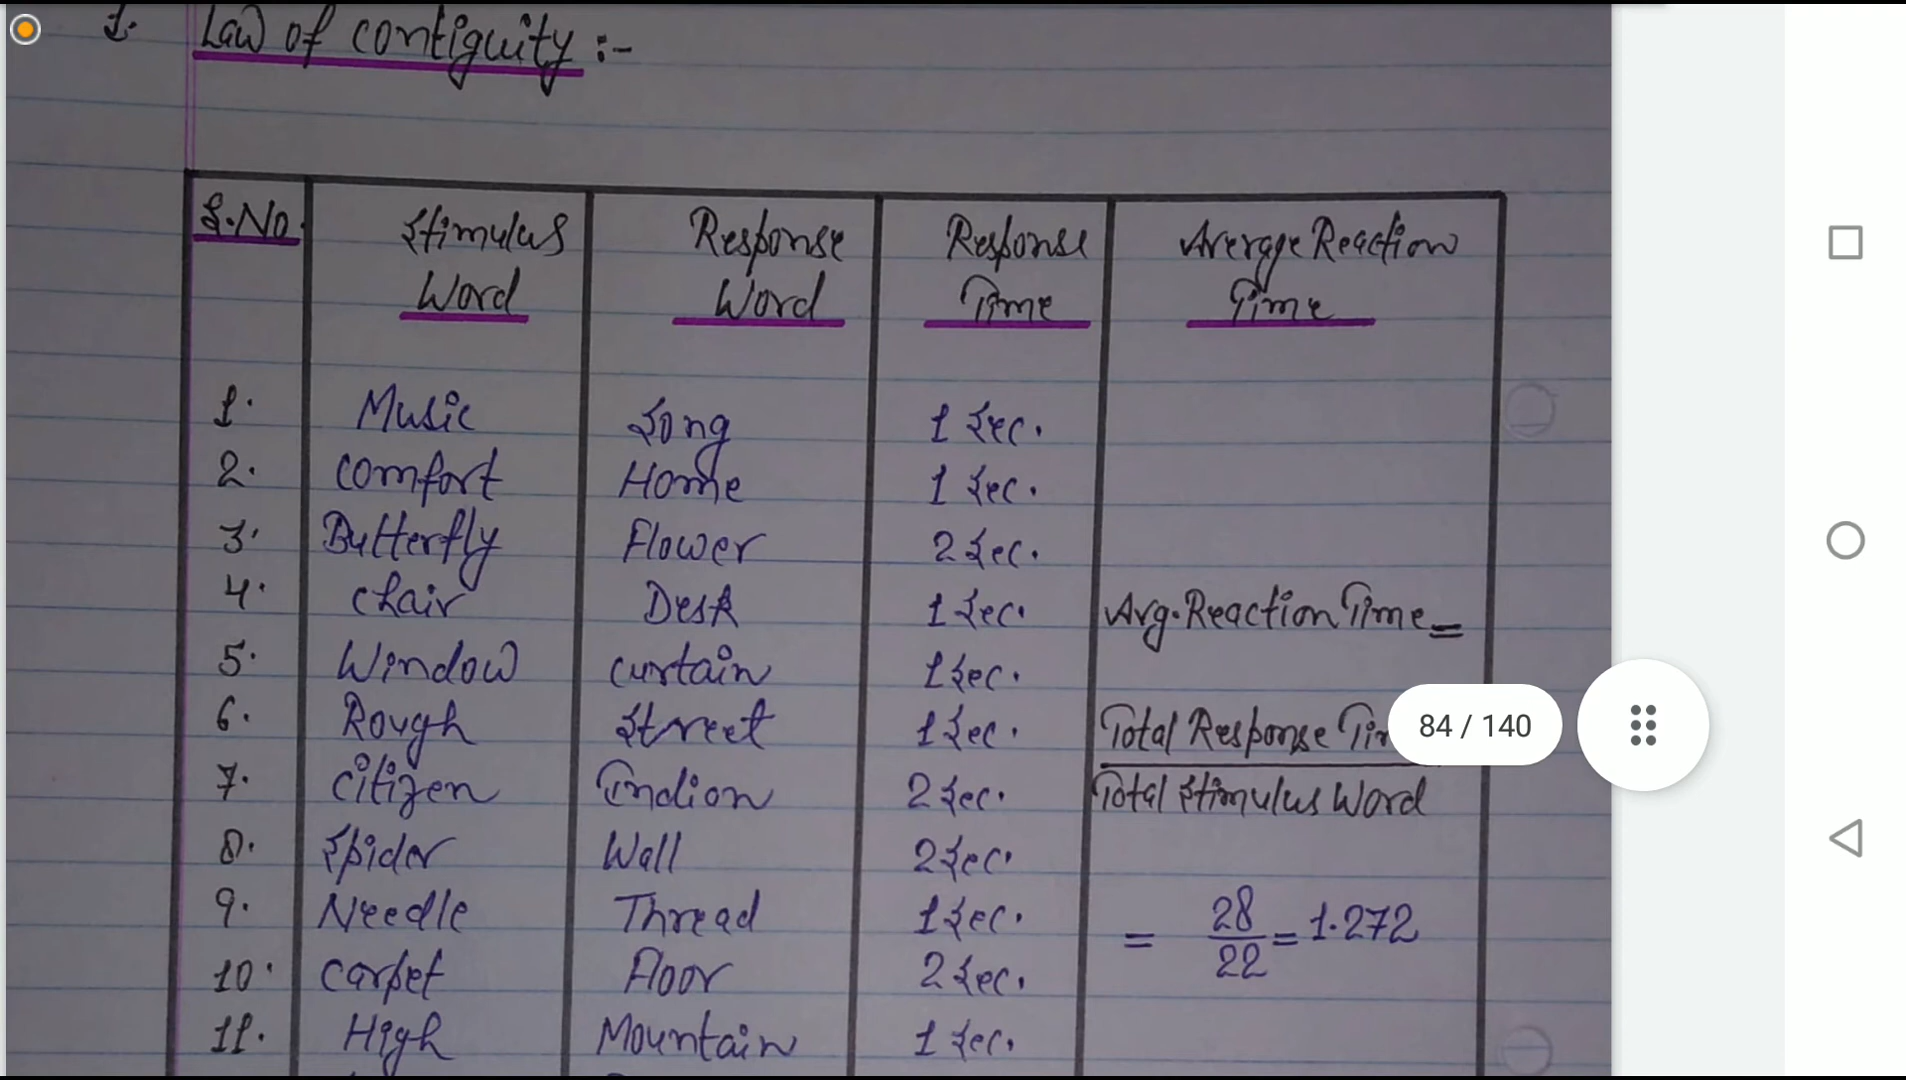 1. Law of contiguity :-
S.No. Stimulus Word Response Word Response Time Average Reaction Time
1. Music Song 1 Sec.
2. comfort Home 1 Sec.
3. Butterfly Flower 2 Sec.
4. chair Desk 1 Sec. Avg. Reaction Time =
5. Window curtain 1 Sec.
6. Rough Street 1 Sec. Total Response Tim
84 / 140
7. citizen Indion 2 Sec. Total Stimulus Word
8. Spider Wall 2 Sec.
9. Needle Thread 1 Sec. = 28/22 = 1.272
10. carpet Floor 2 Sec.
11. High Mountain 1 Sec.